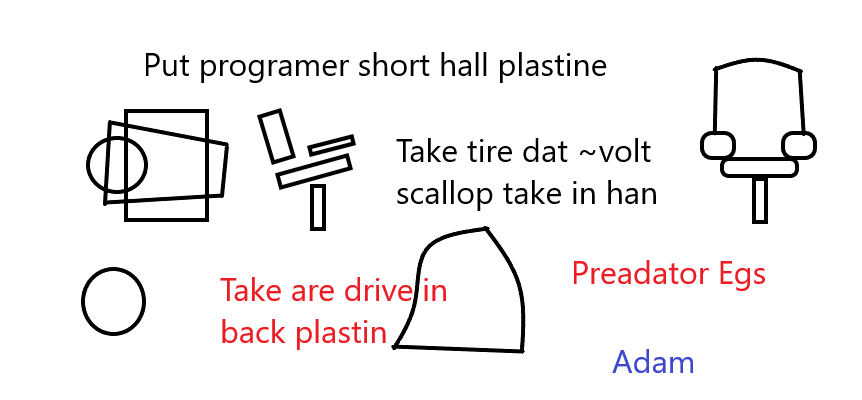 Put programer short hall plastine
Take tire dat ~volt
scallop take in han
Preadator Egs
Take are drive in
back plastin
Adam